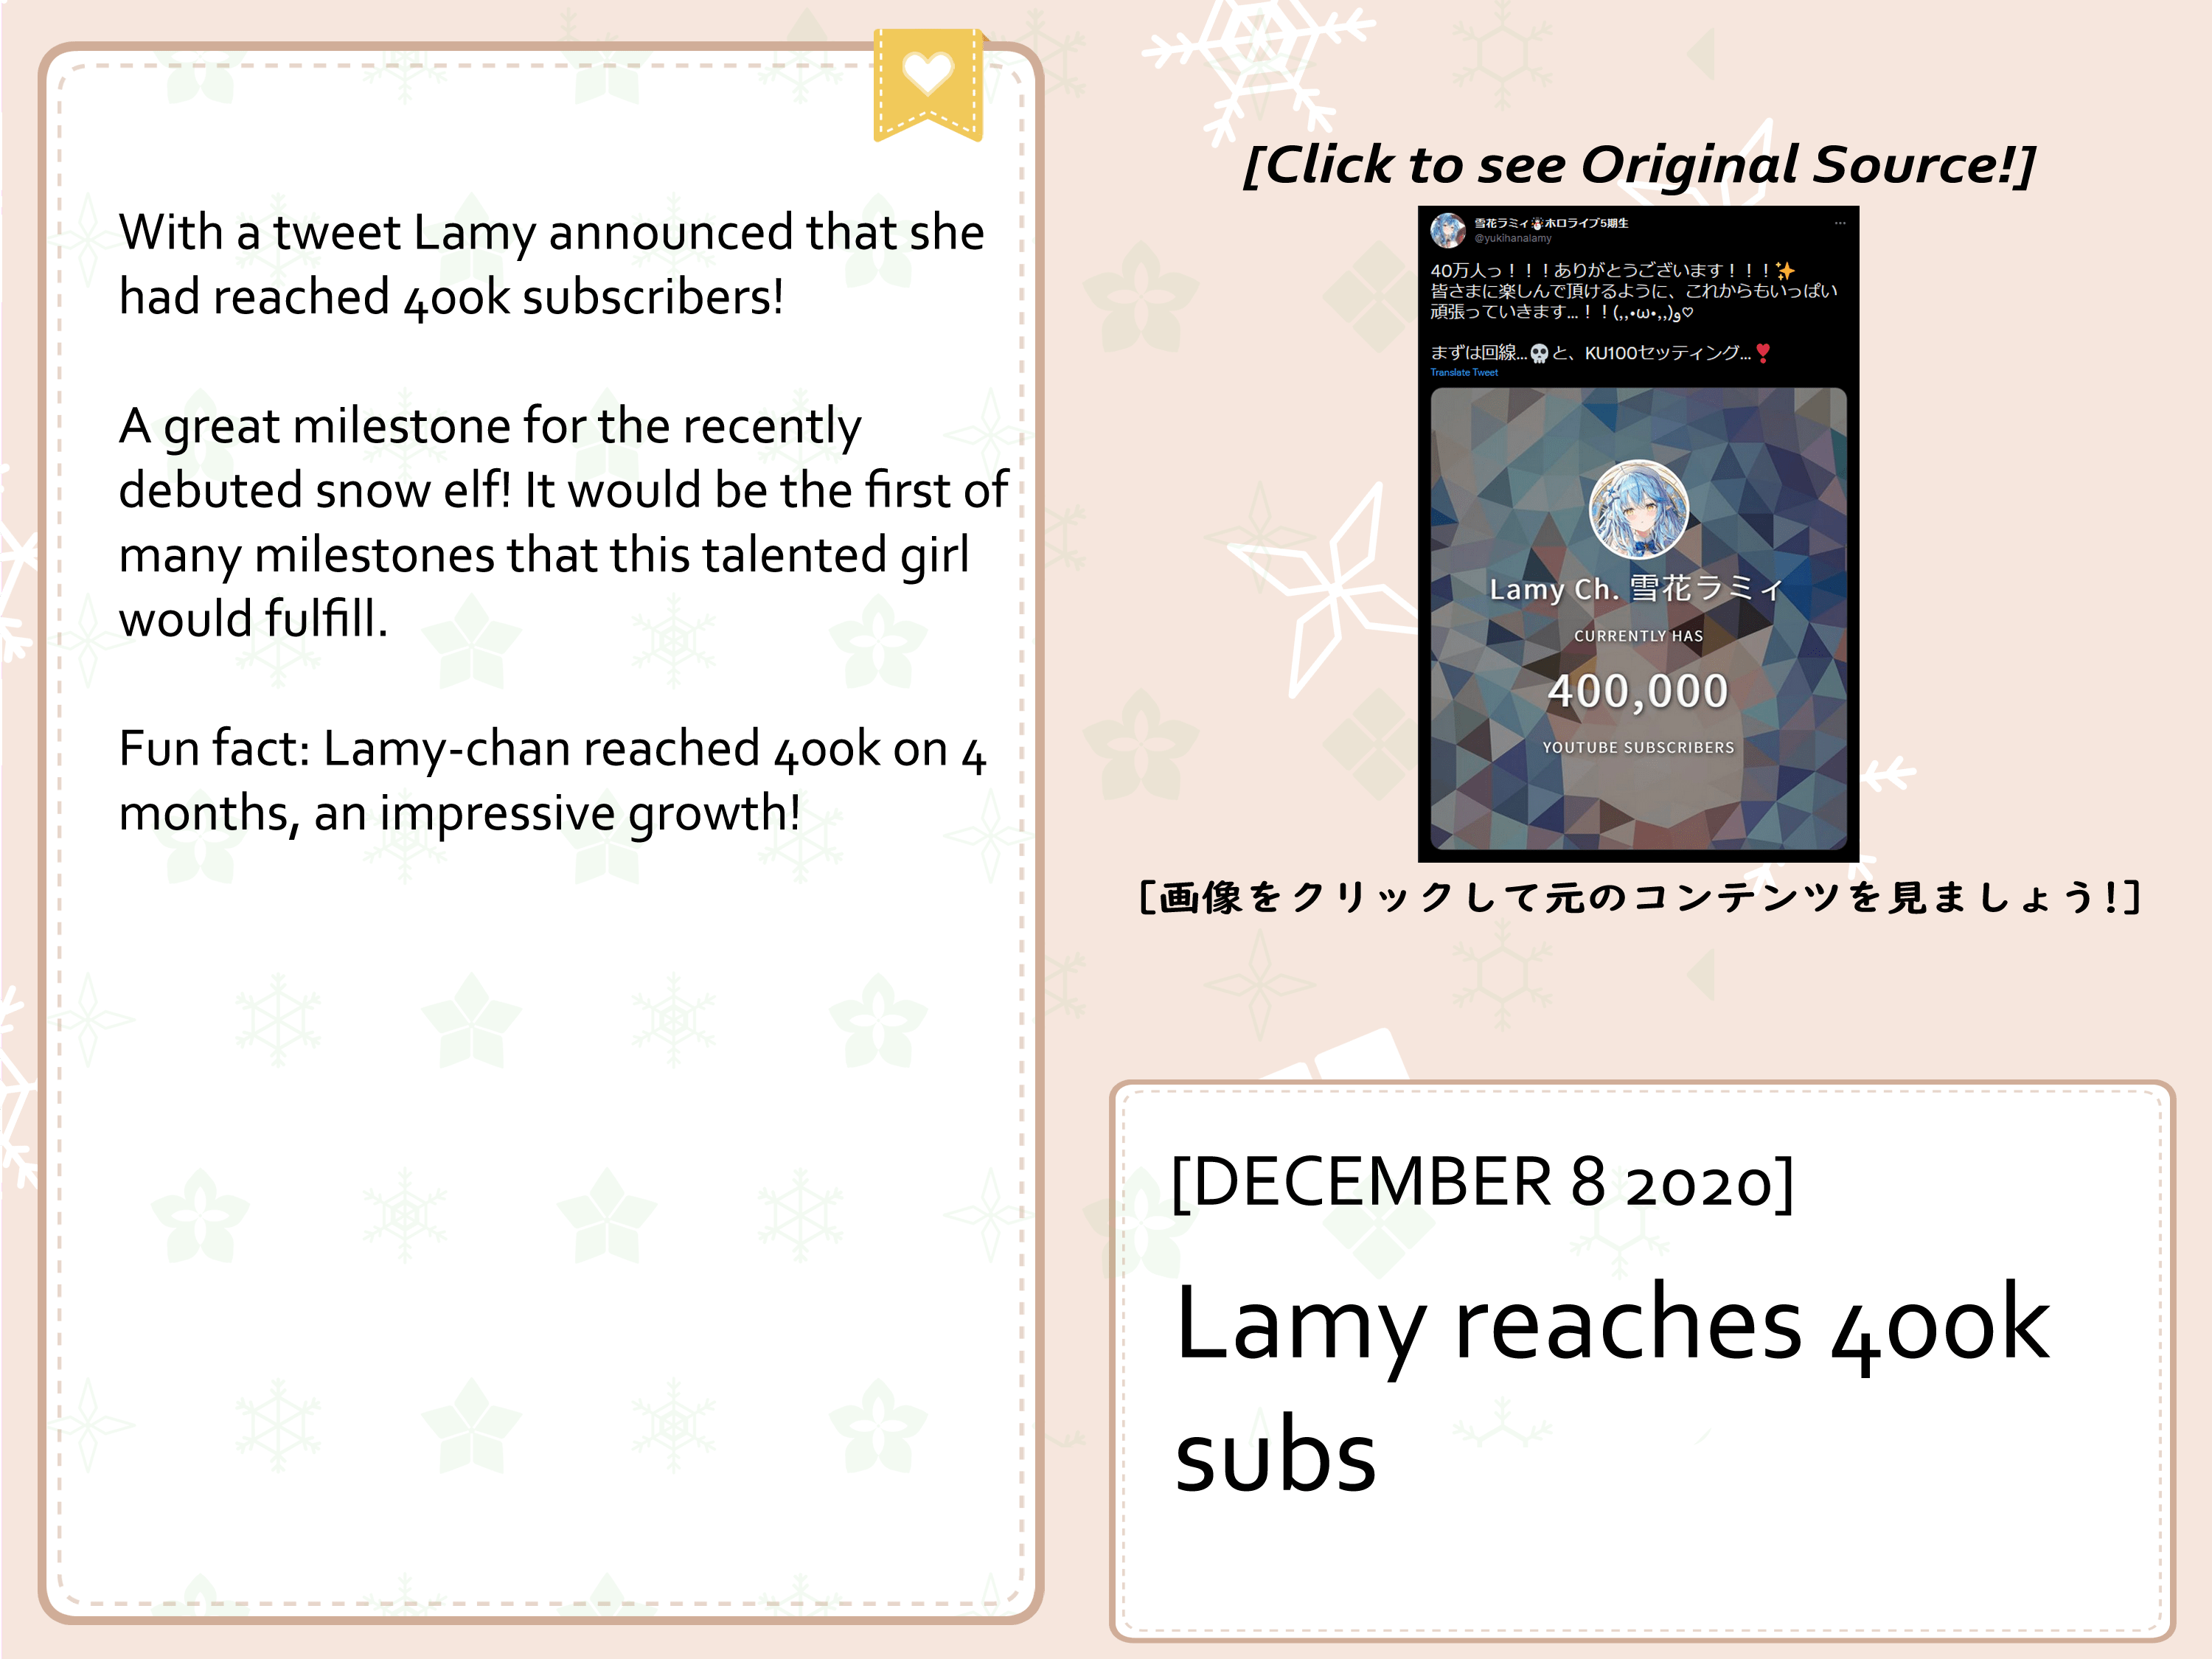 With a tweet Lamy announced that she
had reached 400k subscribers!
A great milestone for the recently
debuted snow elf! It would be the first of
many milestones that this talented girl
would fulfill.
Fun fact: Lamy-chan reached 400k on 4
months, an impressive growth!
[Click to see Original Source!]
雪花ラミィ☃ホロライブ5期生
@yukihanalamy
40万人っ！！！ありがとうございます！！！✨
皆さまに楽しんで頂けるように、これからもいっぱい
頑張っていきます...！！(,,•ω•,,)و♡
まずは回線...💀と、KU100セッティング...❣
Translate Tweet
Lamy Ch. 雪花ラミィ
CURRENTLY HAS
400,000
YOUTUBE SUBSCRIBERS
[画像をクリックして元のコンテンツを見ましょう!]
[DECEMBER 8 2020]
Lamy reaches 400k
subs